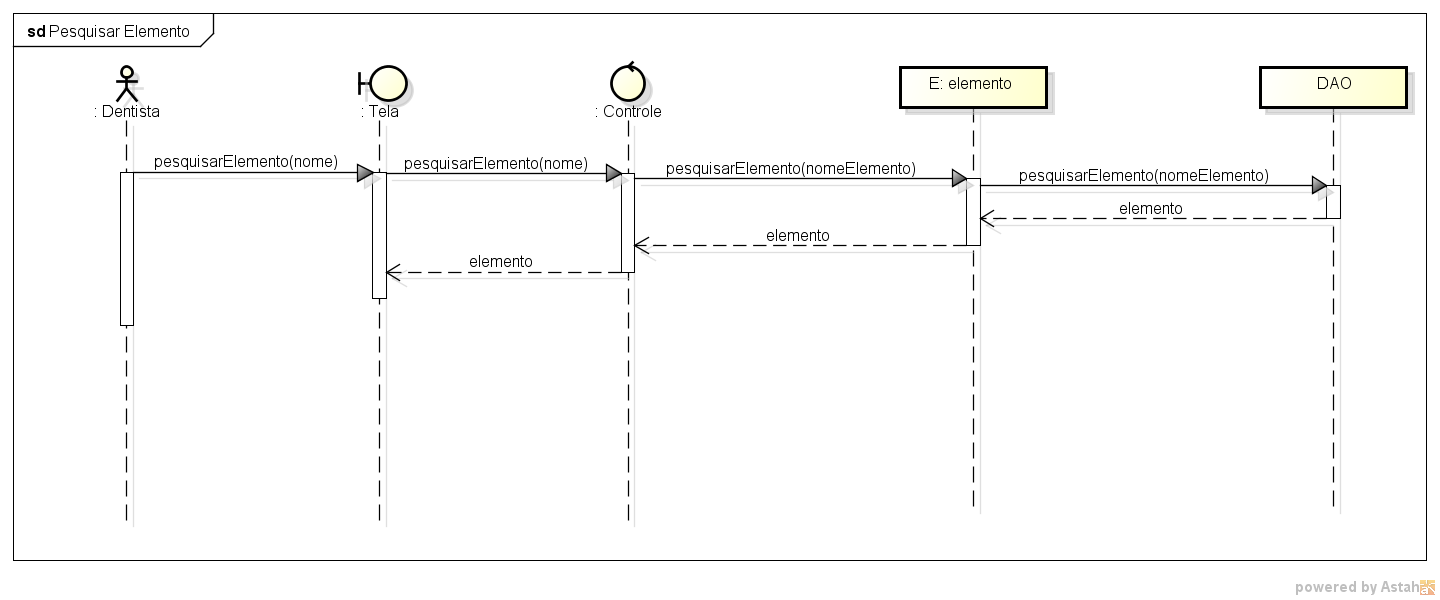 sd Pesquisar Elemento
: Dentista
: Tela
: Controle
E: elemento
DAO
pesquisarElemento(nome)
pesquisarElemento(nome)
pesquisarElemento(nomeElemento)
pesquisarElemento(nomeElemento)
elemento
elemento
elemento
powered by Astah